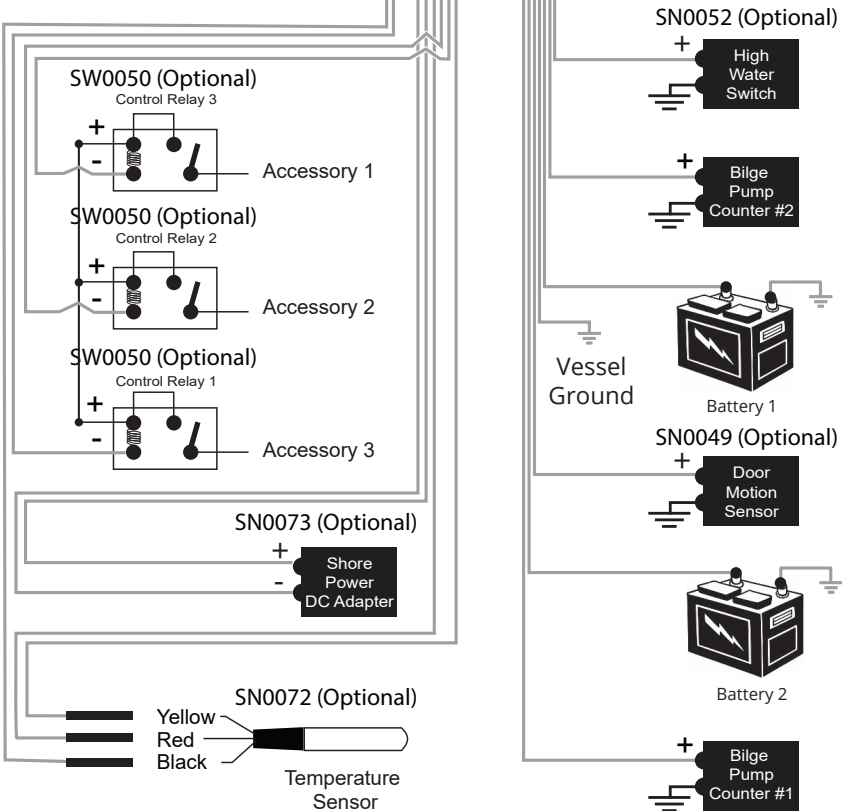 SW0050 (Optional)
Control Relay 3
+
-
Accessory 1
SW0050 (Optional)
Control Relay 2
+
-
Accessory 2
SW0050 (Optional)
Control Relay 1
+
-
Accessory 3
SN0073 (Optional)
+
-
Shore
Power
DC Adapter
SN0072 (Optional)
Yellow
Red
Black
Temperature
Sensor
SN0052 (Optional)
+
High
Water
Switch
+
Bilge
Pump
Counter #2
Vessel
Ground
Battery 1
SN0049 (Optional)
+
Door
Motion
Sensor
Battery 2
+
Bilge
Pump
Counter #1